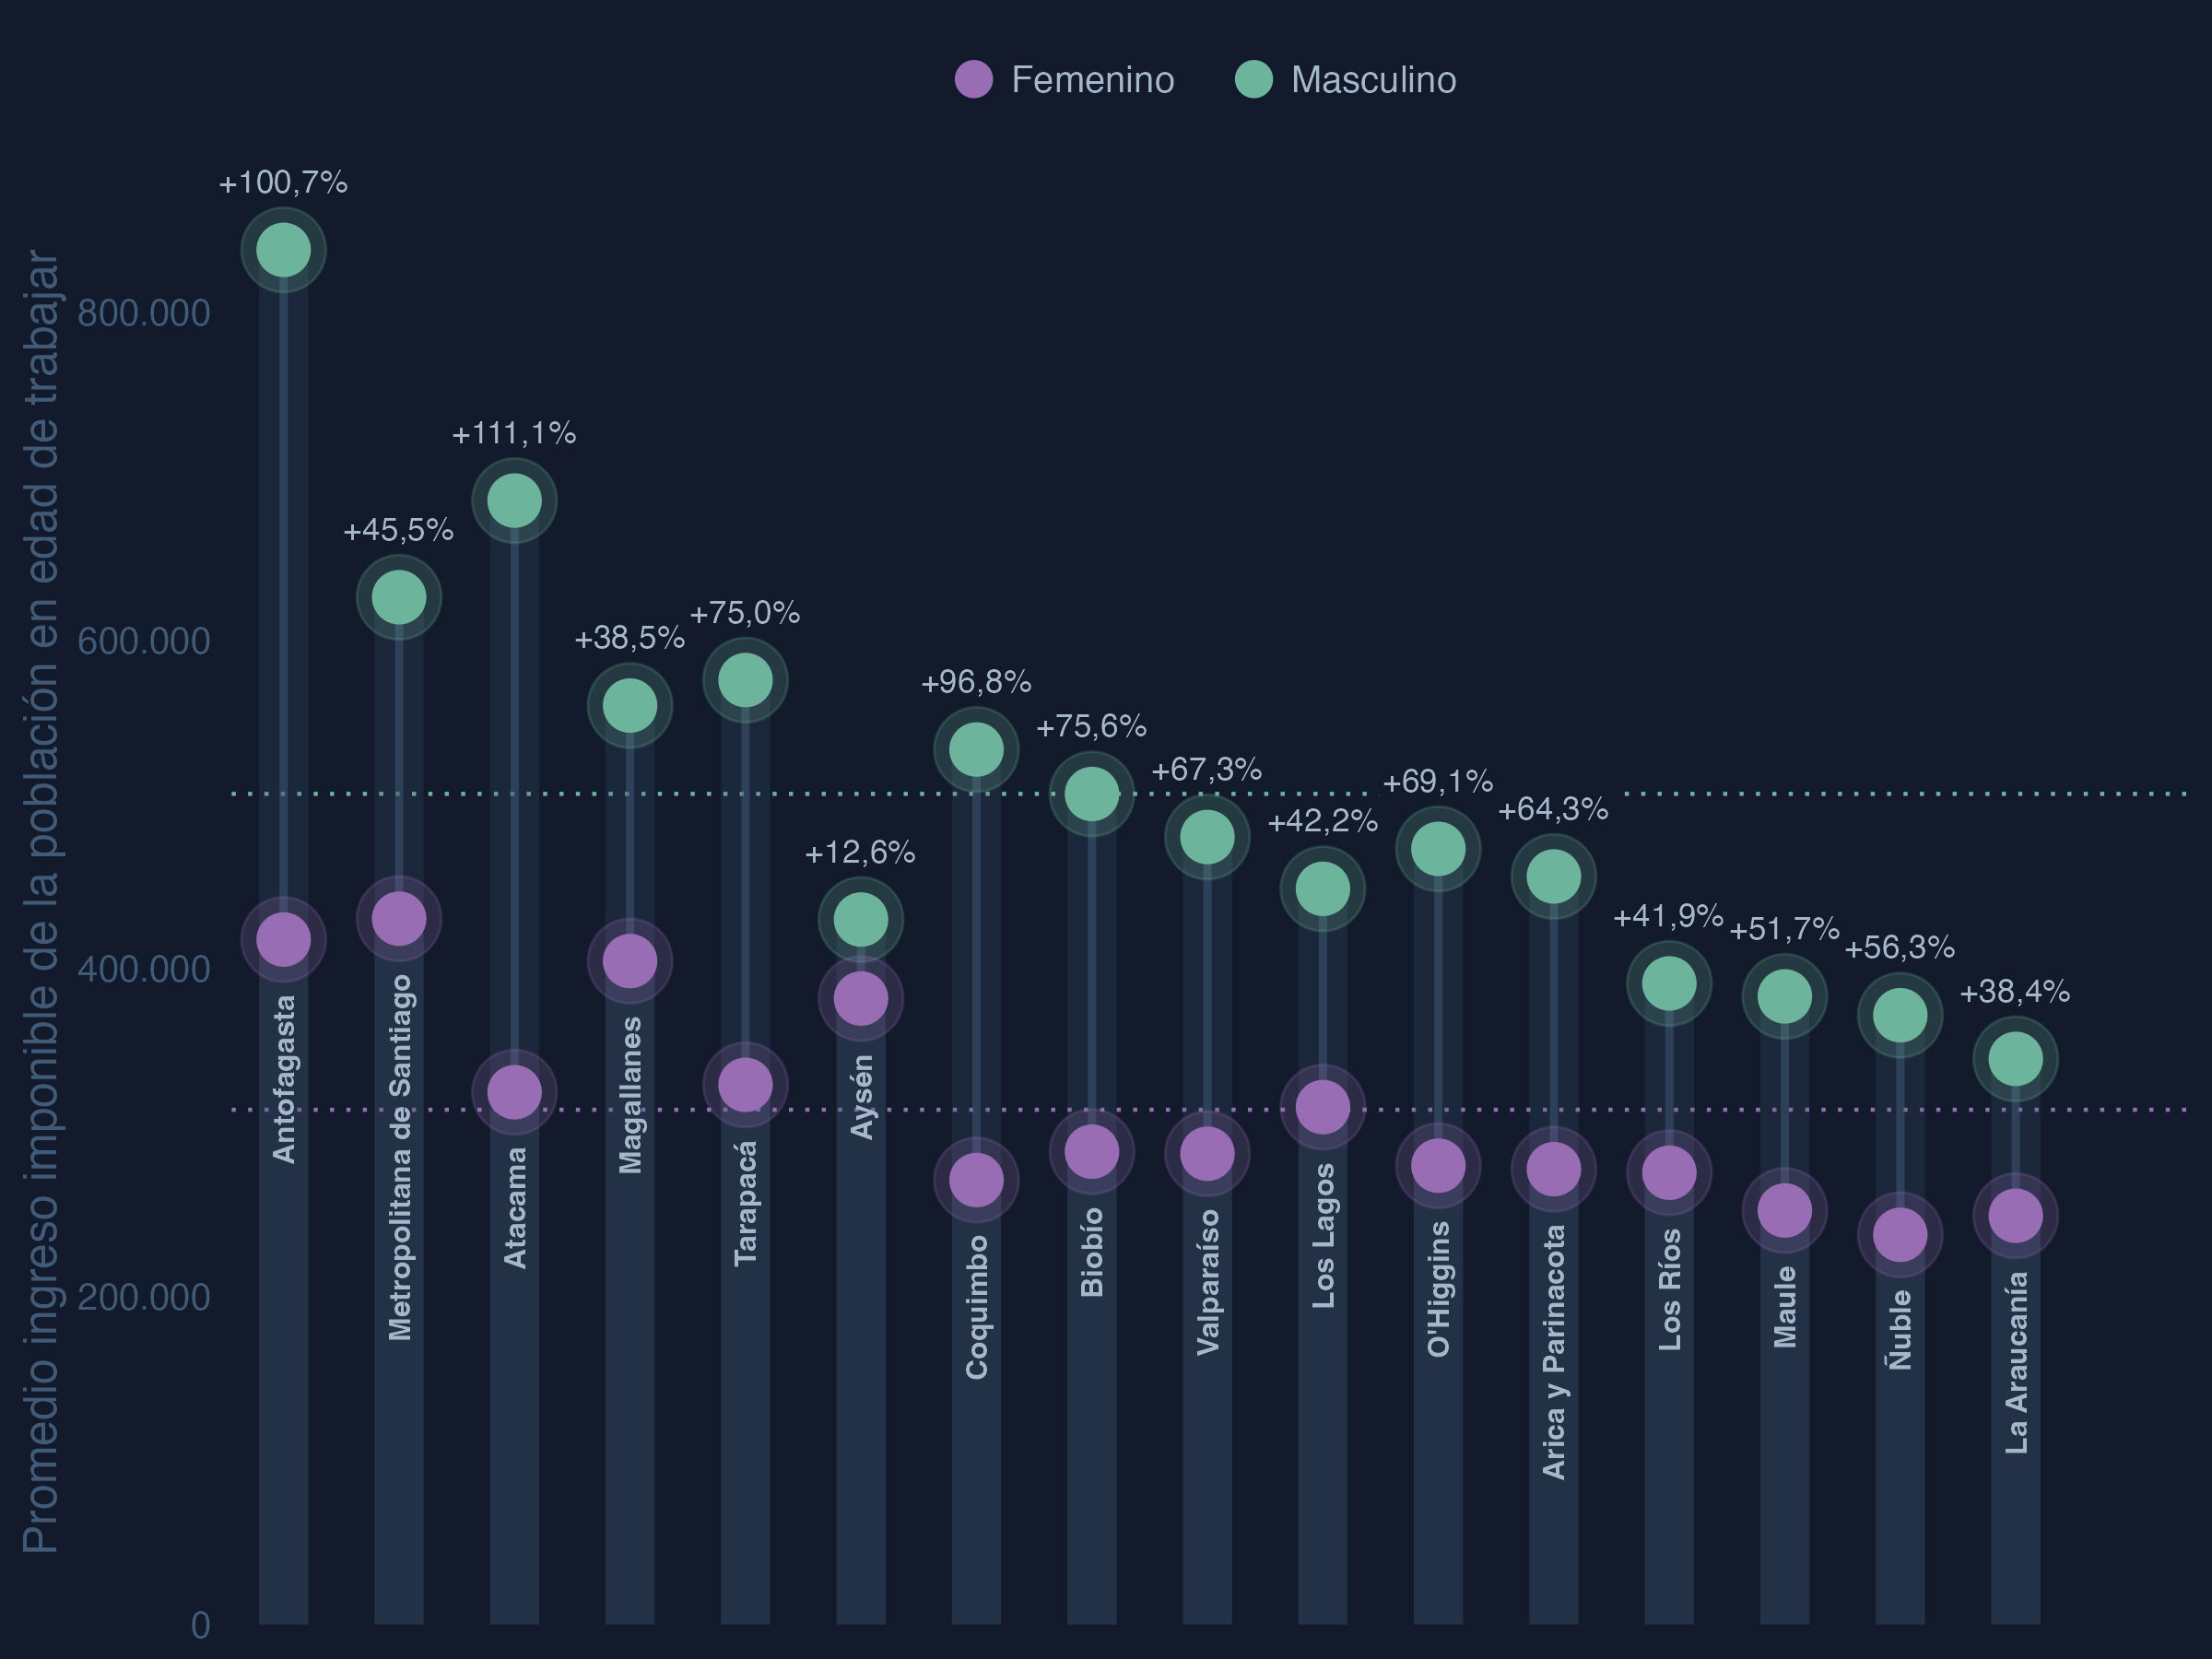 Femenino
Masculino
Promedio ingreso imponible de la población en edad de trabajar
800.000
600.000
400.000
200.000
0
+100,7%
+45,5%
+111,1%
+38,5%
+75,0%
+12,6%
+96,8%
+75,6%
+67,3%
+42,2%
+69,1%
+64,3%
+41,9%
+51,7%
+56,3%
+38,4%
Antofagasta
Metropolitana de Santiago
Atacama
Magallanes
Tarapacá
Aysén
Coquimbo
Biobío
Valparaíso
Los Lagos
O'Higgins
Arica y Parinacota
Los Ríos
Maule
Ñuble
La Araucanía